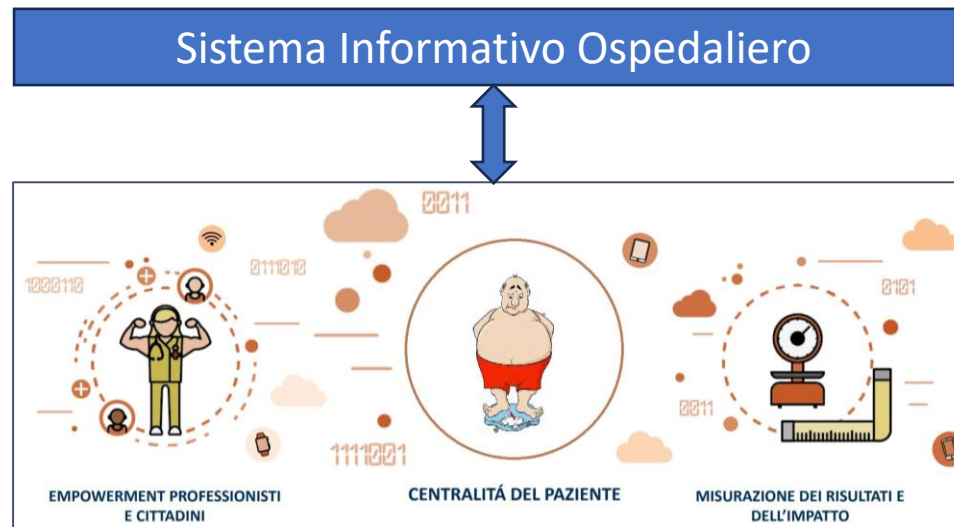 Sistema Informativo Ospedaliero
0011
1000110
0111010
0101
0011
1111001
EMPOWERMENT PROFESSIONISTI
E CITTADINI
CENTRALITÁ DEL PAZIENTE
MISURAZIONE DEI RISULTATI E
DELL'IMPATTO